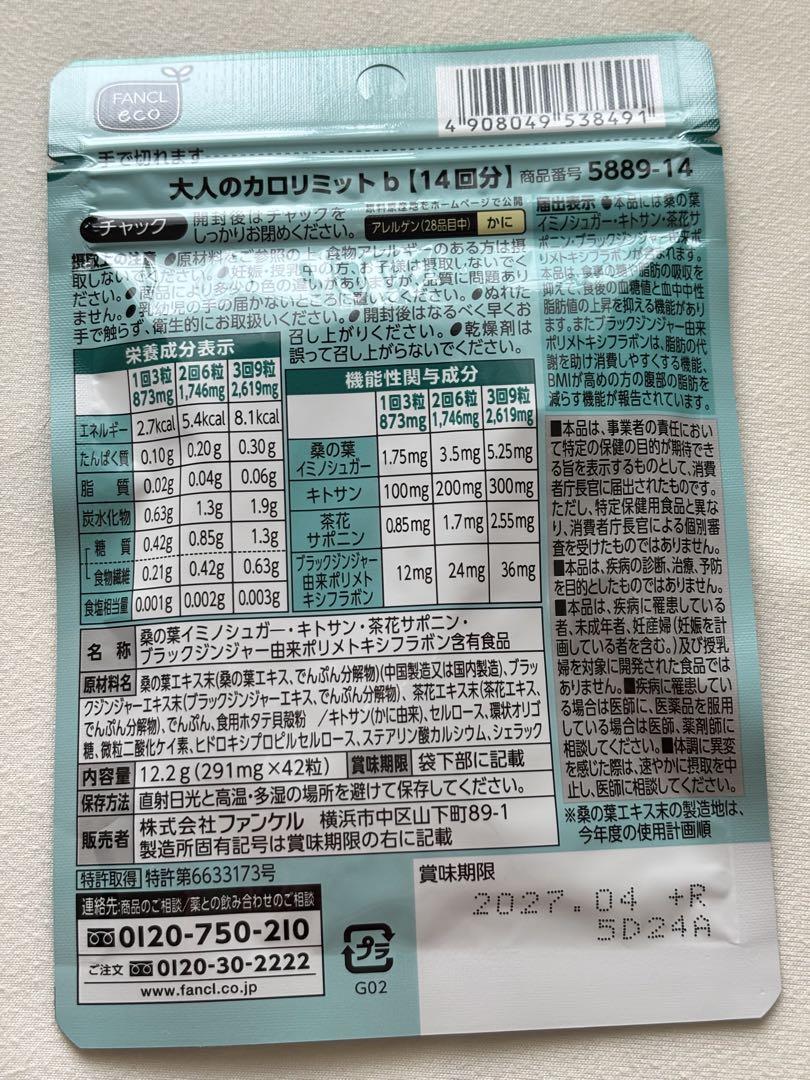 FANCL
eco
4 908049 538491
手で切れます
大人のカロリミット b【14回分】 商品番号 5889-14
チャック 開封後はチャックを
しっかりお閉めください。
原料原産地をホームページで公開
アレルゲン(28品目中) かに
摂取上の注意 ●原材料をご参照の上、食物アレルギーのある方は摂
取しないでください。●妊娠・授乳中の方、お子様は摂取しないで
ください。●商品により多少の色の違いがありますが、品質に問題あり
ません。●乳幼児の手の届かないところに置いてください。●ぬれた
手で触らず、衛生的にお取扱いください。●開封後はなるべく早くお
召し上がりください。●乾燥剤は
誤って召し上がらないでください。
栄養成分表示
1回3粒 873mg 2回6粒 1,746mg 3回9粒 2,619mg
エネルギー 2.7kcal 5.4kcal 8.1kcal
たんぱく質 0.10g 0.20g 0.30g
脂質 0.02g 0.04g 0.06g
炭水化物 0.63g 1.3g 1.9g
糖質 0.42g 0.85g 1.3g
食物繊維 0.21g 0.42g 0.63g
食塩相当量 0.001g 0.002g 0.003g
機能性関与成分
1回3粒 873mg 2回6粒 1,746mg 3回9粒 2,619mg
桑の葉イミノシュガー 1.75mg 3.5mg 5.25mg
キトサン 100mg 200mg 300mg
茶花サポニン 0.85mg 1.7mg 2.55mg
ブラックジンジャー由来ポリメトキシフラボン 12mg 24mg 36mg
届出表示 ●本品には桑の葉
イミノシュガー・キトサン・茶花サ
ポニン・ブラックジンジャー由来ポ
リメトキシフラボンが含まれます。
本品は、食事の糖や脂肪の吸収を
抑えて、食後の血糖値と血中中性
脂肪値の上昇を抑える機能があり
ます。またブラックジンジャー由来
ポリメトキシフラボンは、脂肪の代
謝を助け消費しやすくする機能、
BMIが高めの方の腹部の脂肪を
減らす機能が報告されています。
■本品は、事業者の責任におい
て特定の保健の目的が期待でき
る旨を表示するものとして、消費
者庁長官に届出されたものです。
ただし、特定保健用食品と異な
り、消費者庁長官による個別審
査を受けたものではありません。
■本品は、疾病の診断、治療、予防
を目的としたものではありません。
■本品は、疾病に罹患している
者、未成年者、妊産婦(妊娠を計画
している者を含む。)及び授乳
婦を対象に開発された食品では
ありません。■疾病に罹患してい
る場合は医師に、医薬品を服用
している場合は医師、薬剤師に
相談してください。■体調に異変
を感じた際は、速やかに摂取を中
止し、医師に相談してください。
※桑の葉エキス末の製造地は、
今年度の使用計画順
名称 桑の葉イミノシュガー・キトサン・茶花サポニン・
ブラックジンジャー由来ポリメトキシフラボン含有食品
原材料名 桑の葉エキス末(桑の葉エキス、でんぷん分解物)(中国製造又は国内製造)、ブラッ
クジンジャーエキス末(ブラックジンジャーエキス、でんぷん分解物)、茶花エキス末(茶花エキス、
でんぷん分解物)、でんぷん、食用ホタテ貝殻粉 /キトサン(かに由来)、セルロース、環状オリゴ
糖、微粒二酸化ケイ素、ヒドロキシプロピルセルロース、ステアリン酸カルシウム、シェラック
内容量 12.2g(291mg×42粒) 賞味期限 袋下部に記載
保存方法 直射日光と高温・多湿の場所を避けて保存してください。
販売者 株式会社ファンケル 横浜市中区山下町89-1
製造所固有記号は賞味期限の右に記載
特許取得 特許第6633173号
連絡先:商品のご相談/薬との飲み合わせのご相談
0120-750-210
ご注文 0120-30-2222
www.fancl.co.jp
プラ
G02
賞味期限
2027.04 +R
5D24A